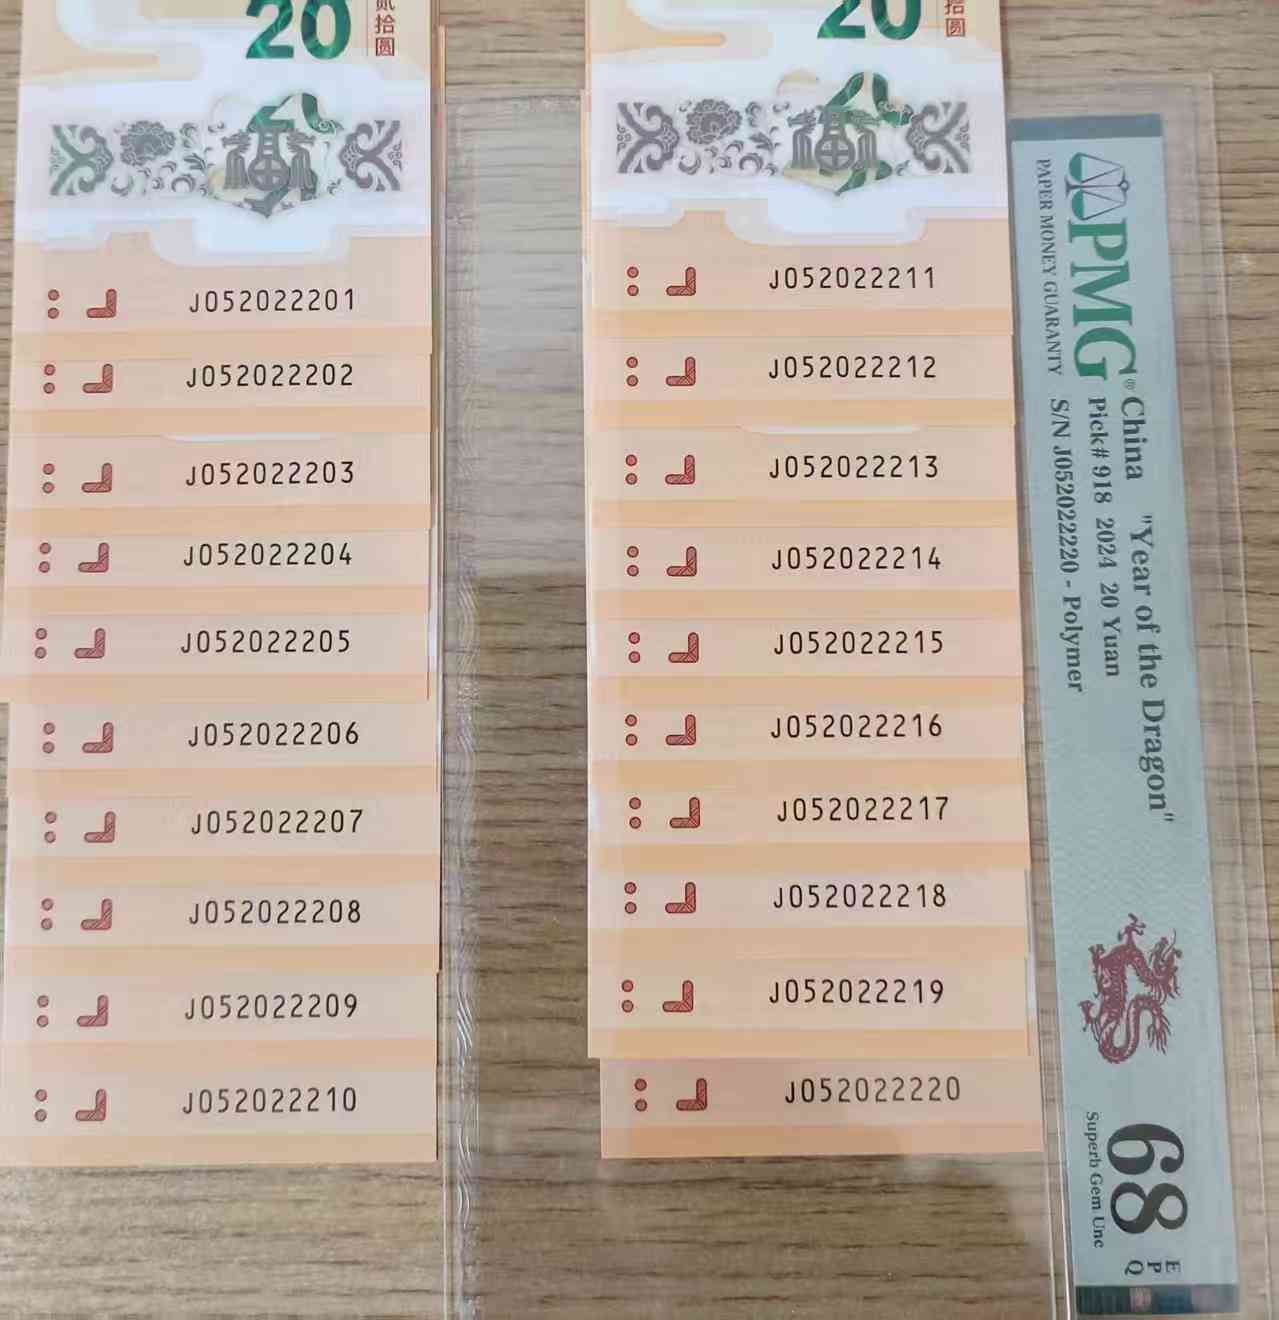 20
贰拾圆
J052022201
J052022202
J052022203
J052022204
J052022205
J052022206
J052022207
J052022208
J052022209
J052022210
20
拾圆
J052022211
J052022212
J052022213
J052022214
J052022215
J052022216
J052022217
J052022218
J052022219
J052022220
PMG®
PAPER MONEY GUARANTY
China "Year of the Dragon"
Pick# 918 2024 20 Yuan
S/N J052022220 - Polymer
68 EPQ
Superb Gem Unc